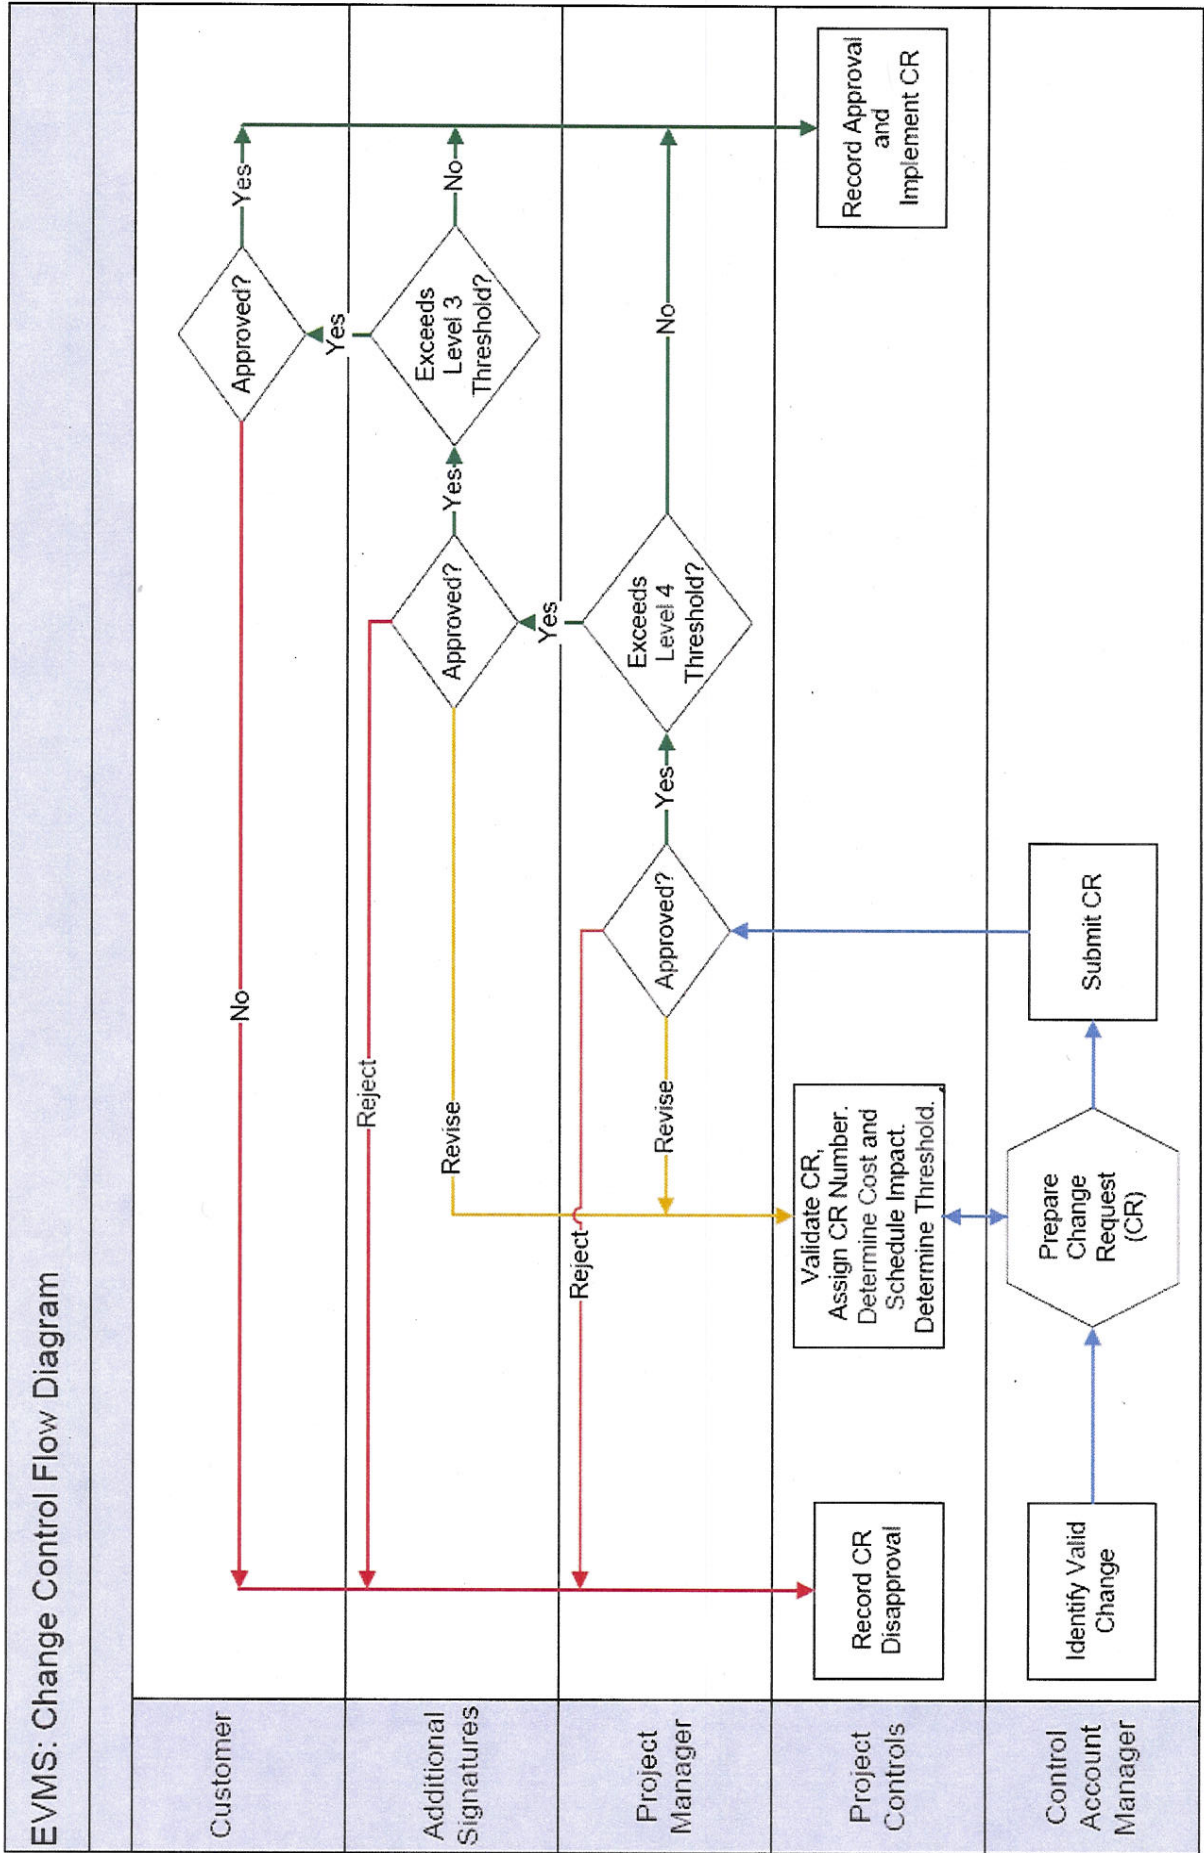 EVMS: Change Control Flow Diagram
Customer
No
Approved?
Yes
Additional
Signatures
Reject
Revise
Approved?
Yes
Exceeds
Level 3
Threshold?
Yes
No
Project
Manager
Reject
Revise
Approved?
Yes
Exceeds
Level 4
Threshold?
Yes
No
Project
Controls
Record CR
Disapproval
Validate CR,
Assign CR Number.
Determine Cost and
Schedule Impact.
Determine Threshold.
Record Approval
and
Implement CR
Control
Account
Manager
Identify Valid
Change
Prepare
Change
Request
(CR)
Submit CR